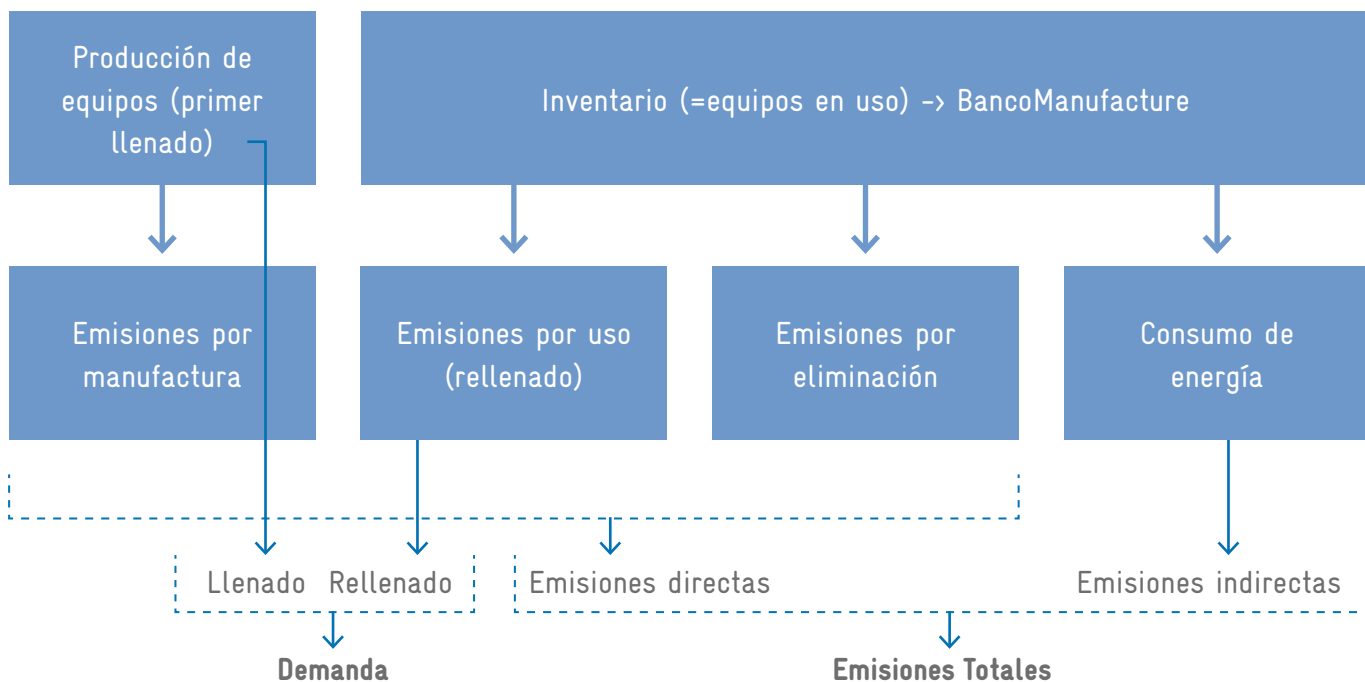 Producción de
equipos (primer
llenado)
Inventario (=equipos en uso) -> BancoManufacture
Emisiones por
manufactura
Emisiones por uso
(rellenado)
Emisiones por
eliminación
Consumo de
energía
Llenado Rellenado
Emisiones directas
Emisiones indirectas
Demanda
Emisiones Totales